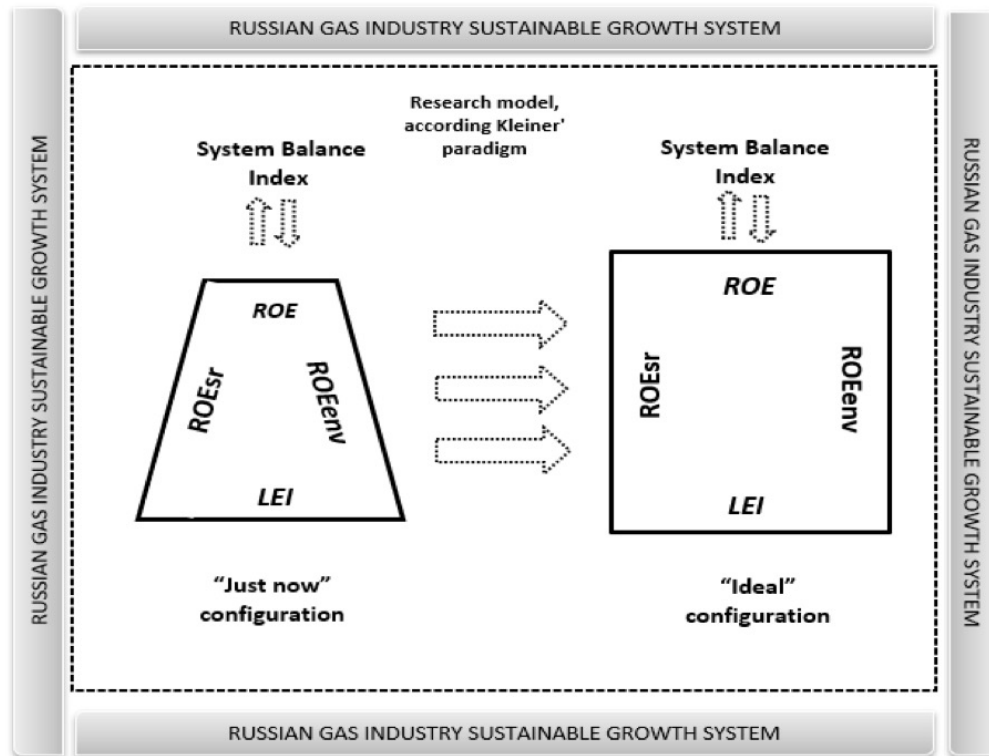 RUSSIAN GAS INDUSTRY SUSTAINABLE GROWTH SYSTEM
RUSSIAN GAS INDUSTRY SUSTAINABLE GROWTH SYSTEM
RUSSIAN GAS INDUSTRY SUSTAINABLE GROWTH SYSTEM
Research model,
according Kleiner'
paradigm
System Balance
Index
System Balance
Index
ROE
ROEsr
ROEenv
LEI
ROE
ROEsr
ROEenv
LEI
“Just now”
configuration
“Ideal”
configuration
RUSSIAN GAS INDUSTRY SUSTAINABLE GROWTH SYSTEM